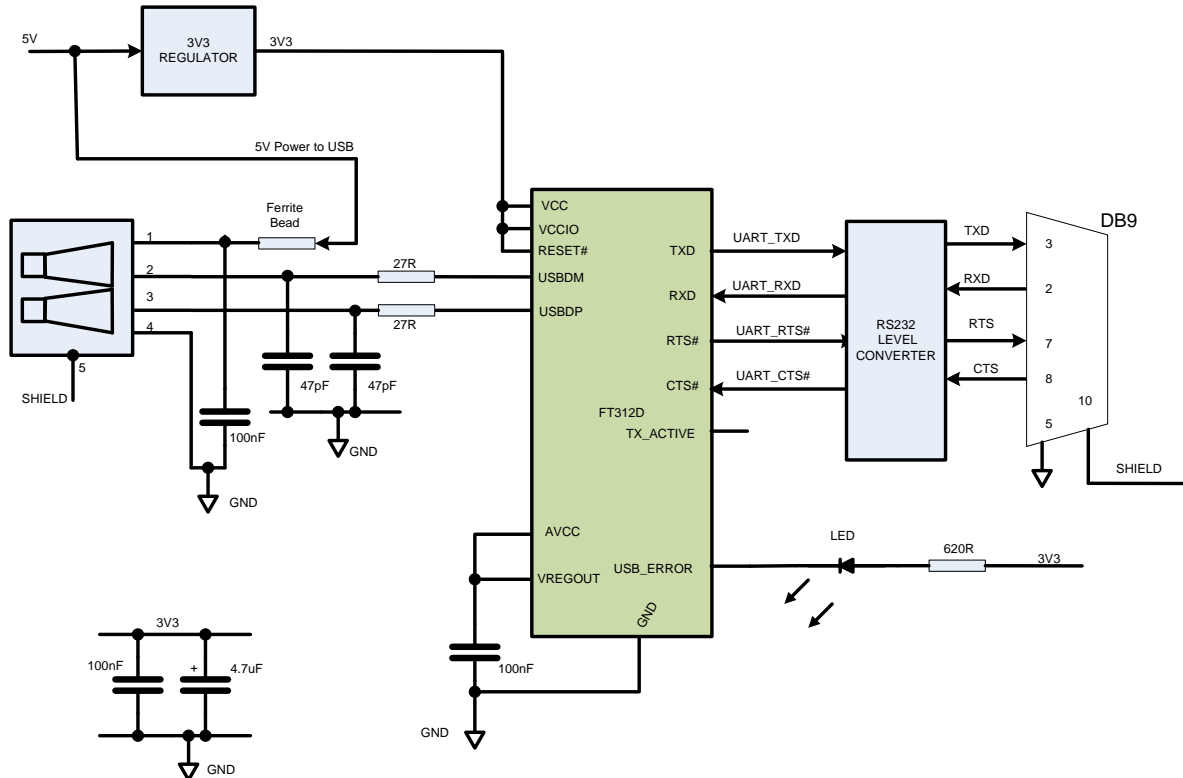 5V
3V3
REGULATOR
3V3
5V Power to USB
Ferrite
Bead
1
2
3
4
5
SHIELD
27R
27R
47pF
47pF
GND
100nF
GND
VCC
VCCIO
RESET#
USBDM
USBDP
TXD
RXD
RTS#
CTS#
FT312D
TX_ACTIVE
AVCC
VREGOUT
USB_ERROR
GND
UART_TXD
UART_RXD
UART_RTS#
UART_CTS#
RS232
LEVEL
CONVERTER
TXD
RXD
RTS
CTS
DB9
3
2
7
8
10
5
SHIELD
LED
620R
3V3
100nF
GND
3V3
100nF
+
4.7uF
GND